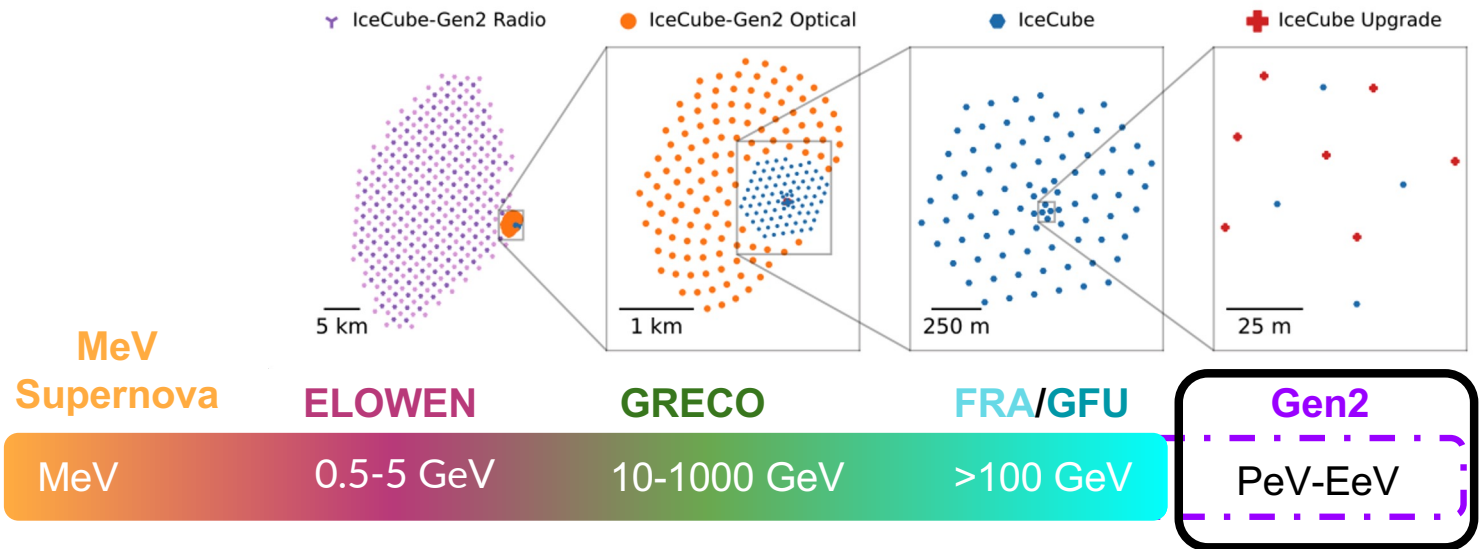 IceCube-Gen2 Radio
IceCube-Gen2 Optical
IceCube
IceCube Upgrade
5 km
1 km
250 m
25 m
MeV
Supernova
ELOWEN
GRECO
FRA/GFU
Gen2
MeV
0.5-5 GeV
10-1000 GeV
>100 GeV
PeV-EeV